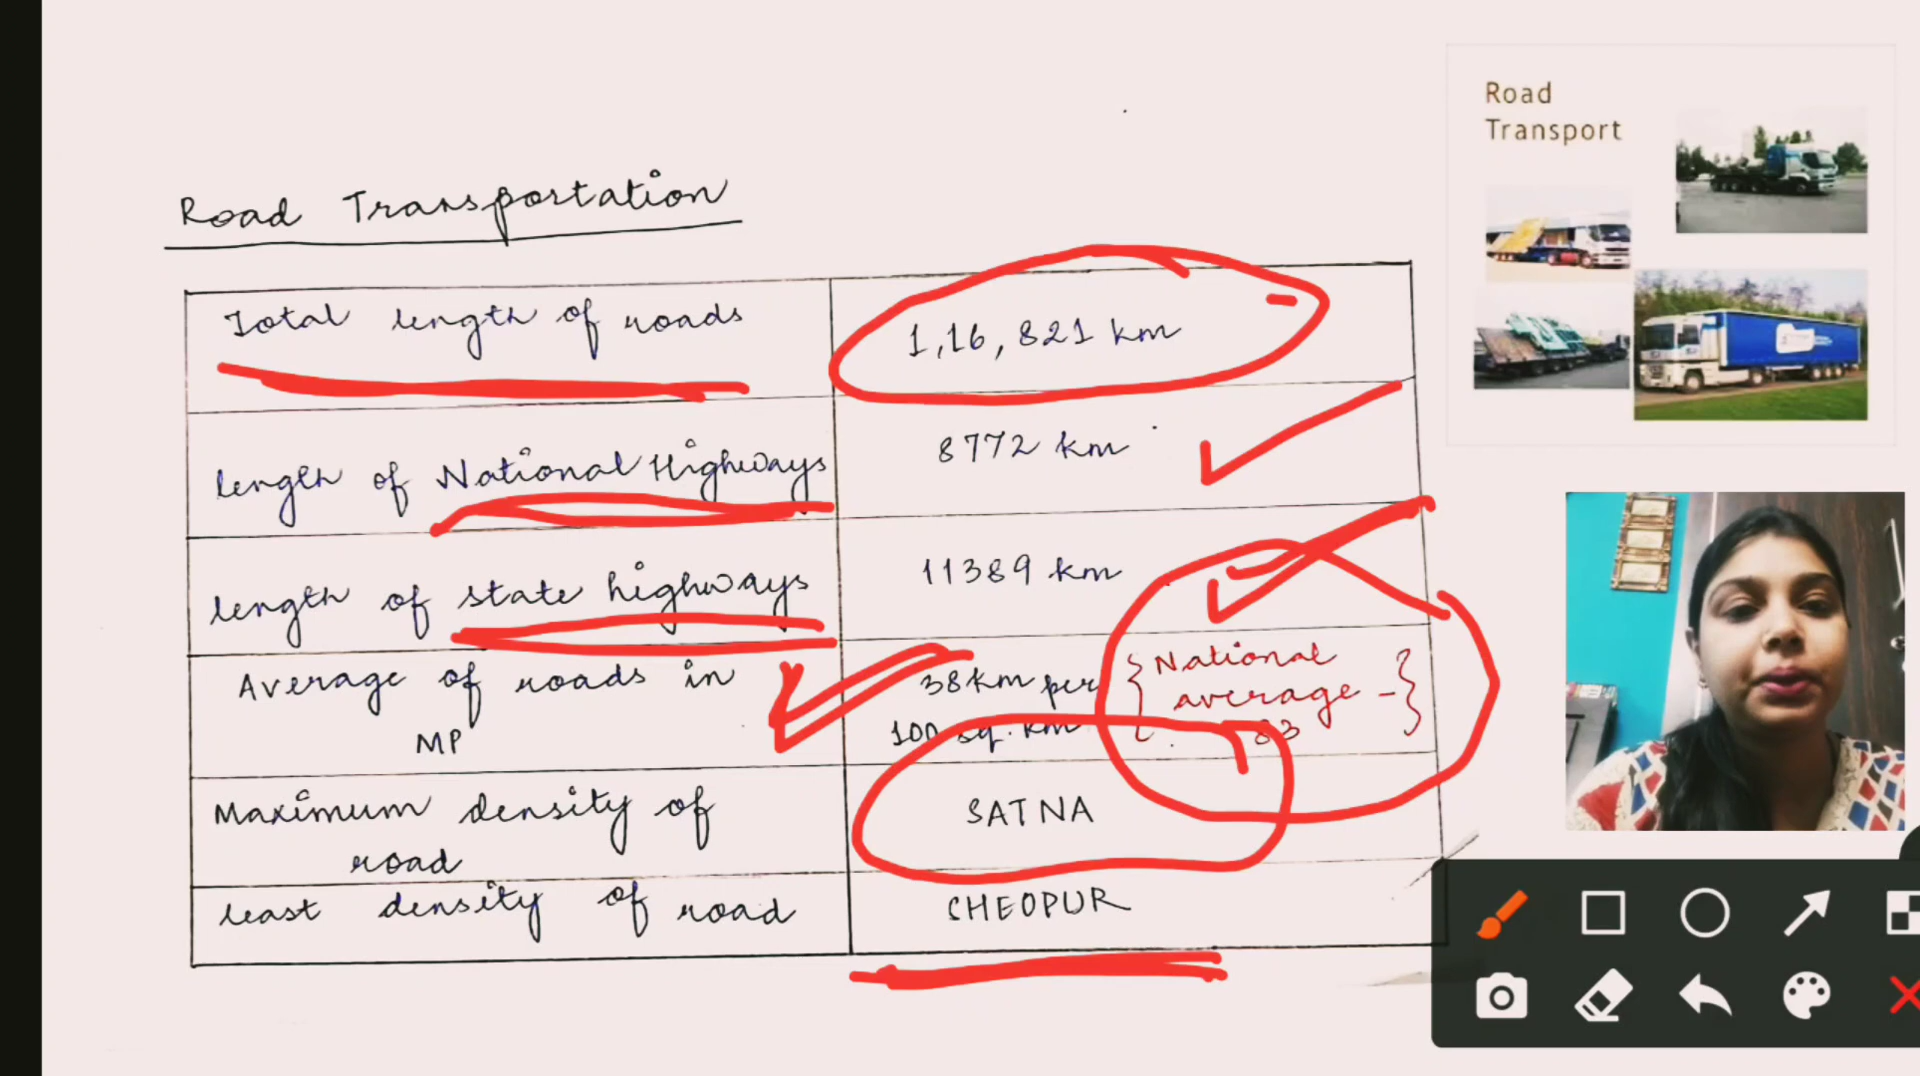 Road
Transport
Road Transportation
Total length of roads
1,16,821 km
length of National Highways
8772 km
length of state highways
11389 km
Average of roads in
MP
38 km per
100 sq. km
{National
average -}
83
Maximum density of
road
SATNA
least density of road
SHEOPUR